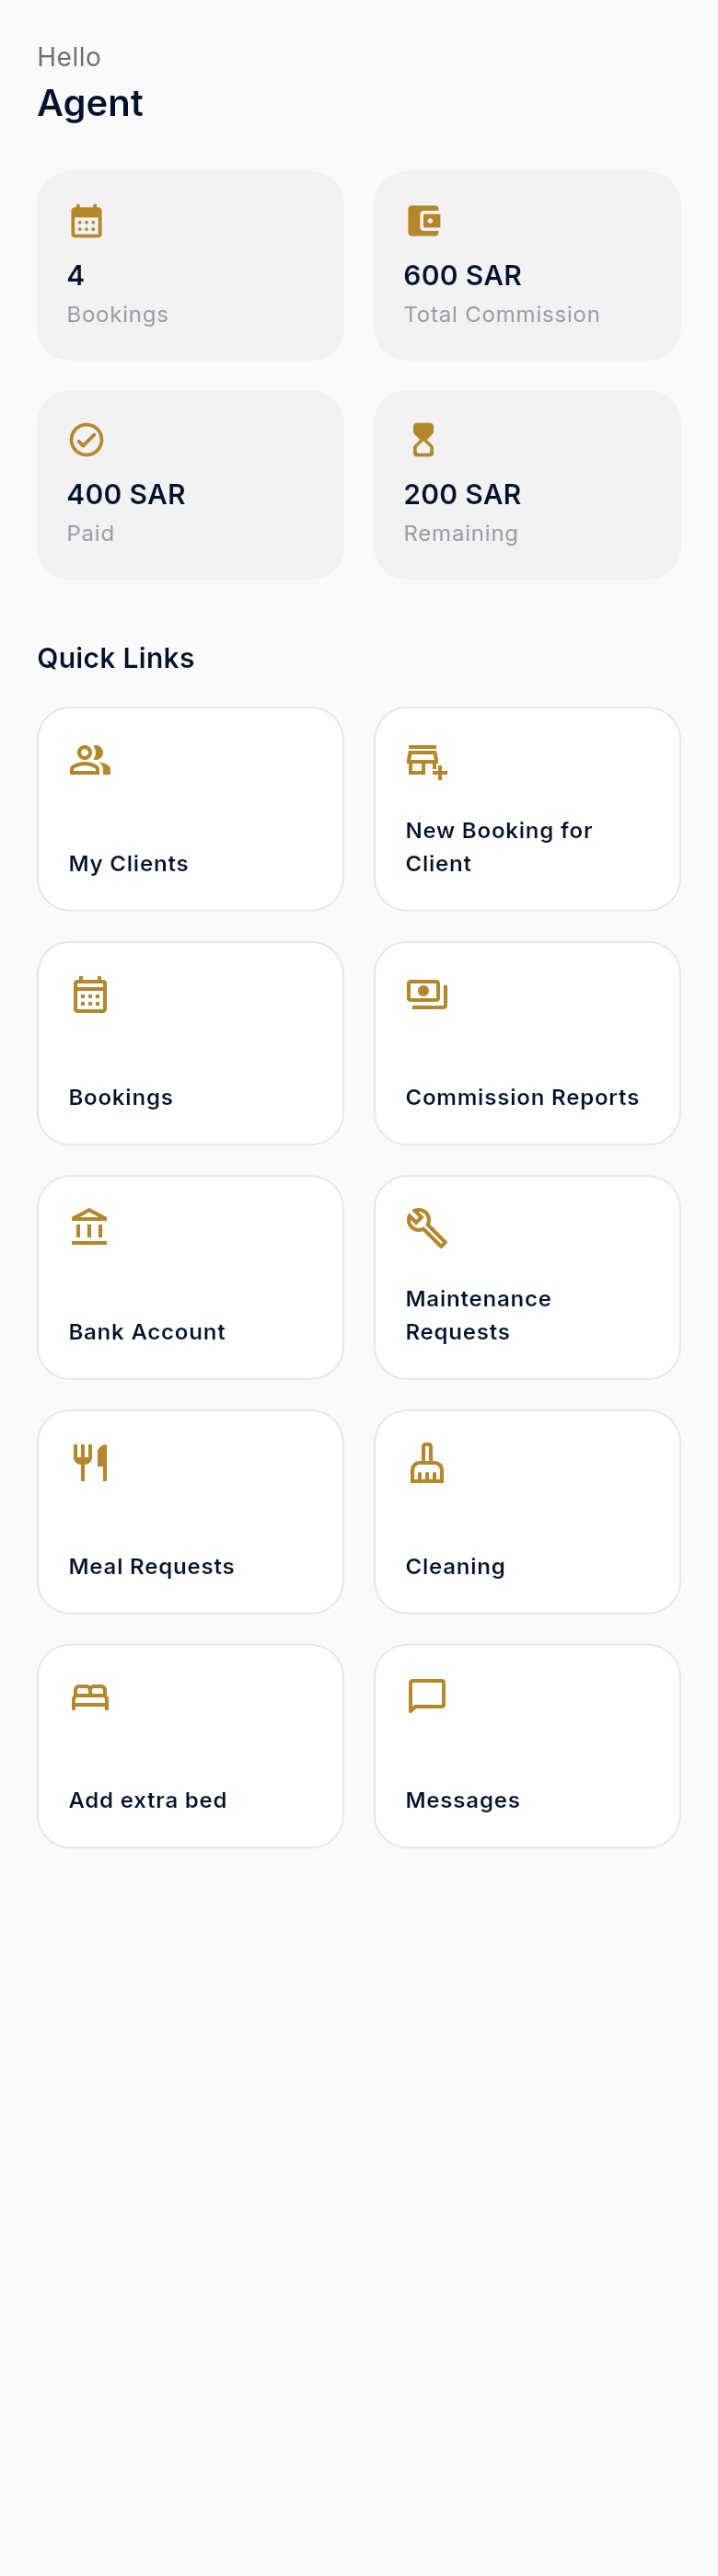 Hello
Agent
4
Bookings
600 SAR
Total Commission
400 SAR
Paid
200 SAR
Remaining
Quick Links
My Clients
New Booking for
Client
Bookings
Commission Reports
Bank Account
Maintenance
Requests
Meal Requests
Cleaning
Add extra bed
Messages